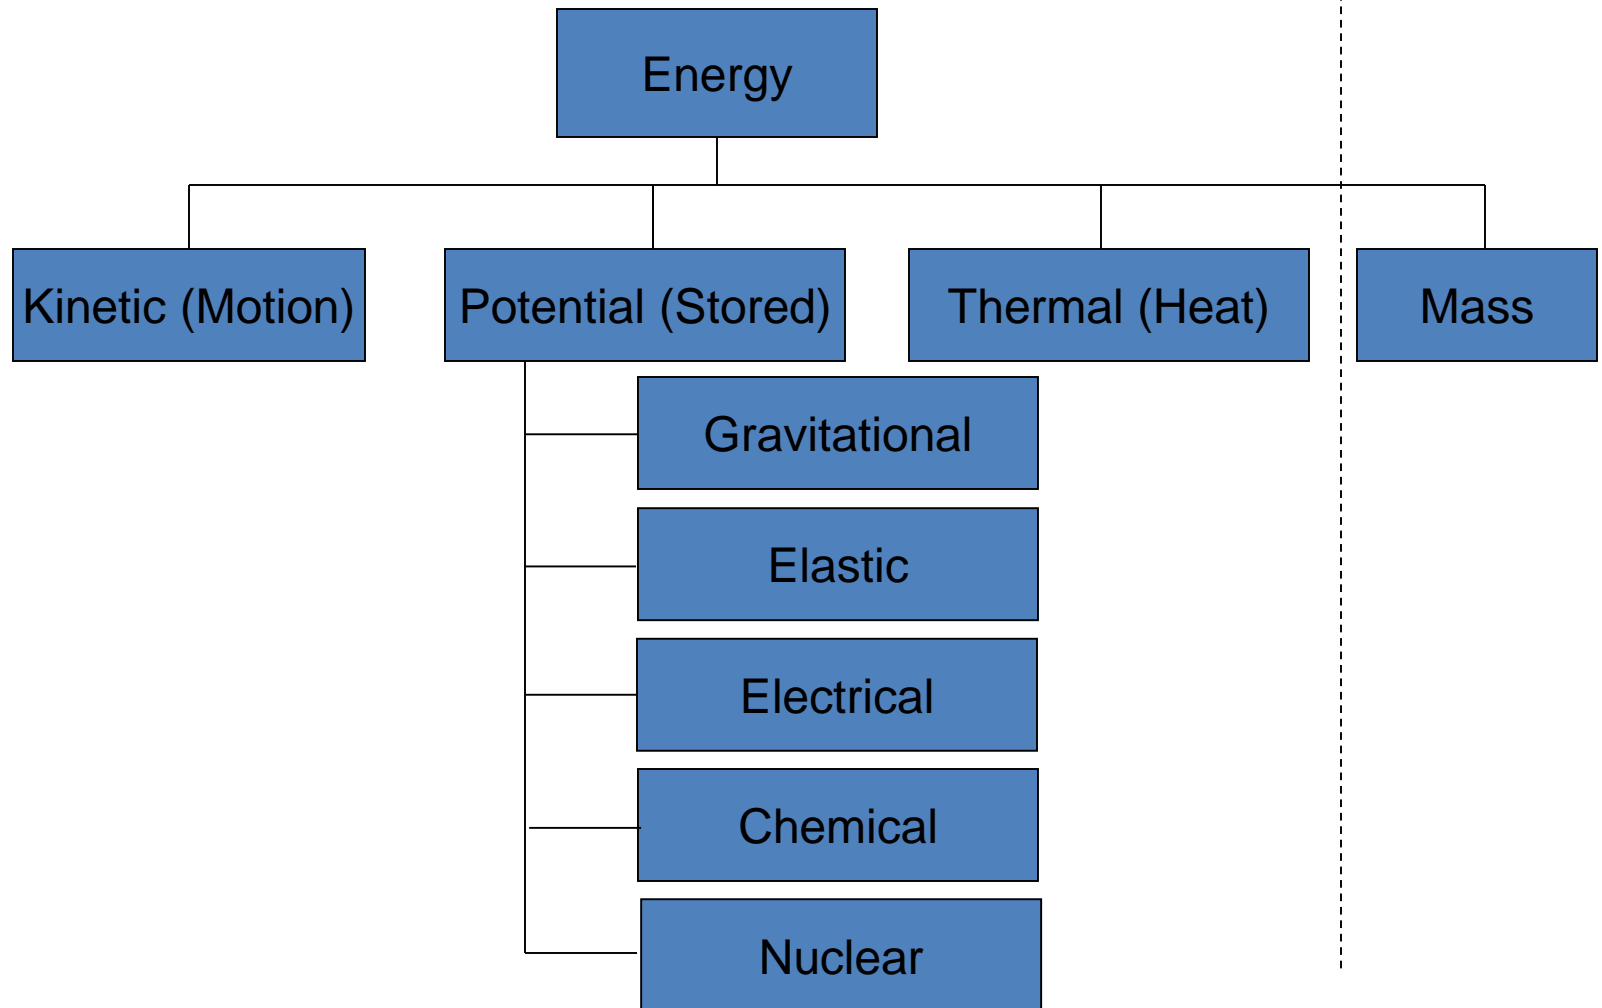 Energy
Kinetic (Motion)
Potential (Stored)
Thermal (Heat)
Mass
Gravitational
Elastic
Electrical
Chemical
Nuclear